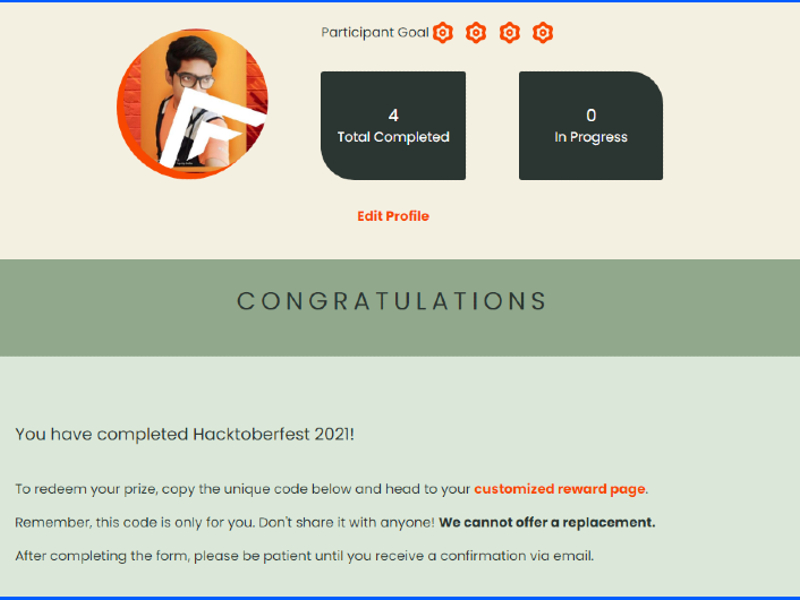 Participant Goal
4
Total Completed
0
In Progress
Edit Profile
CONGRATULATIONS
You have completed Hacktoberfest 2021!
To redeem your prize, copy the unique code below and head to your customized reward page.
Remember, this code is only for you. Don't share it with anyone! We cannot offer a replacement.
After completing the form, please be patient until you receive a confirmation via email.